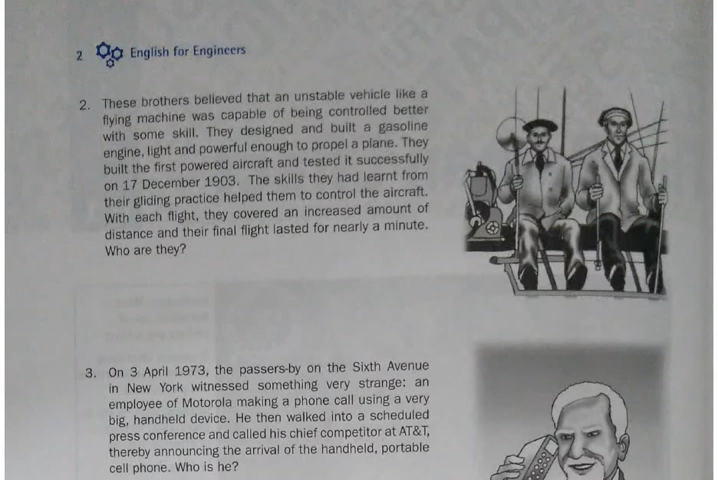 2 English for Engineers
2. These brothers believed that an unstable vehicle like a
flying machine was capable of being controlled better
with some skill. They designed and built a gasoline
engine, light and powerful enough to propel a plane. They
built the first powered aircraft and tested it successfully
on 17 December 1903. The skills they had learnt from
their gliding practice helped them to control the aircraft.
With each flight, they covered an increased amount of
distance and their final flight lasted for nearly a minute.
Who are they?
3. On 3 April 1973, the passers-by on the Sixth Avenue
in New York witnessed something very strange: an
employee of Motorola making a phone call using a very
big, handheld device. He then walked into a scheduled
press conference and called his chief competitor at AT&T,
thereby announcing the arrival of the handheld, portable
cell phone. Who is he?